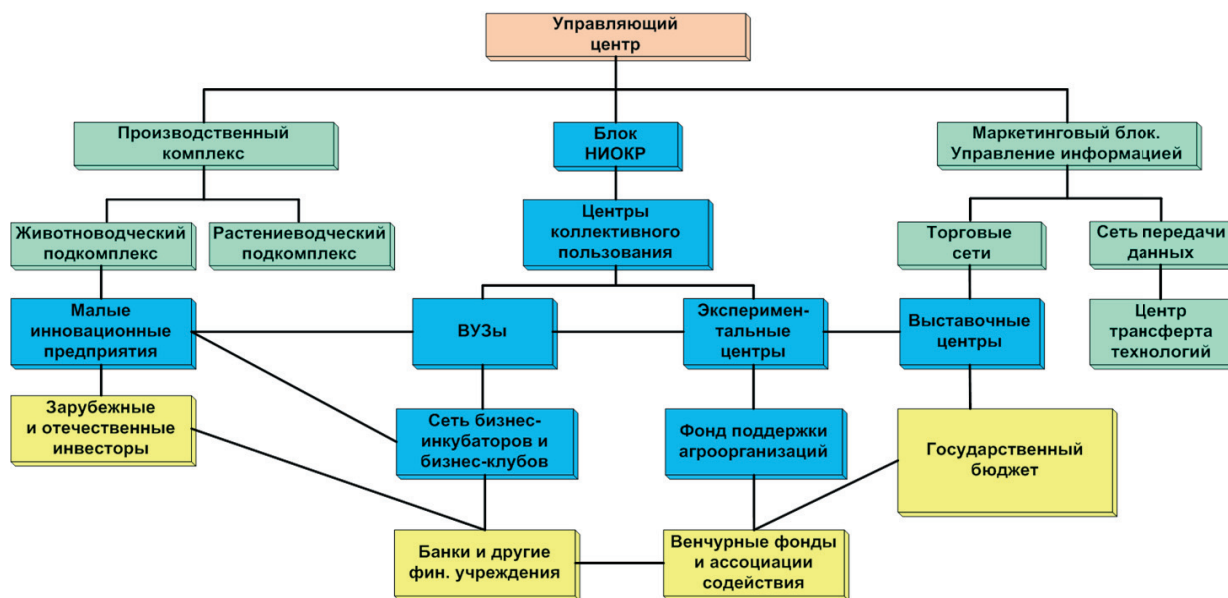 Управляющий
центр
Производственный
комплекс
Блок
НИОКР
Маркетинговый блок.
Управление информацией
Животноводческий
подкомплекс
Растениеводческий
подкомплекс
Центры
коллективного
пользования
Торговые
сети
Сеть передачи
данных
Малые
инновационные
предприятия
ВУЗы
Эксперимен-
тальные
центры
Выставочные
центры
Центр
трансферта
технологий
Зарубежные
и отечественные
инвесторы
Сеть бизнес-
инкубаторов и
бизнес-клубов
Фонд поддержки
агроорганизаций
Государственный
бюджет
Банки и другие
фин. учреждения
Венчурные фонды
и ассоциации
содействия